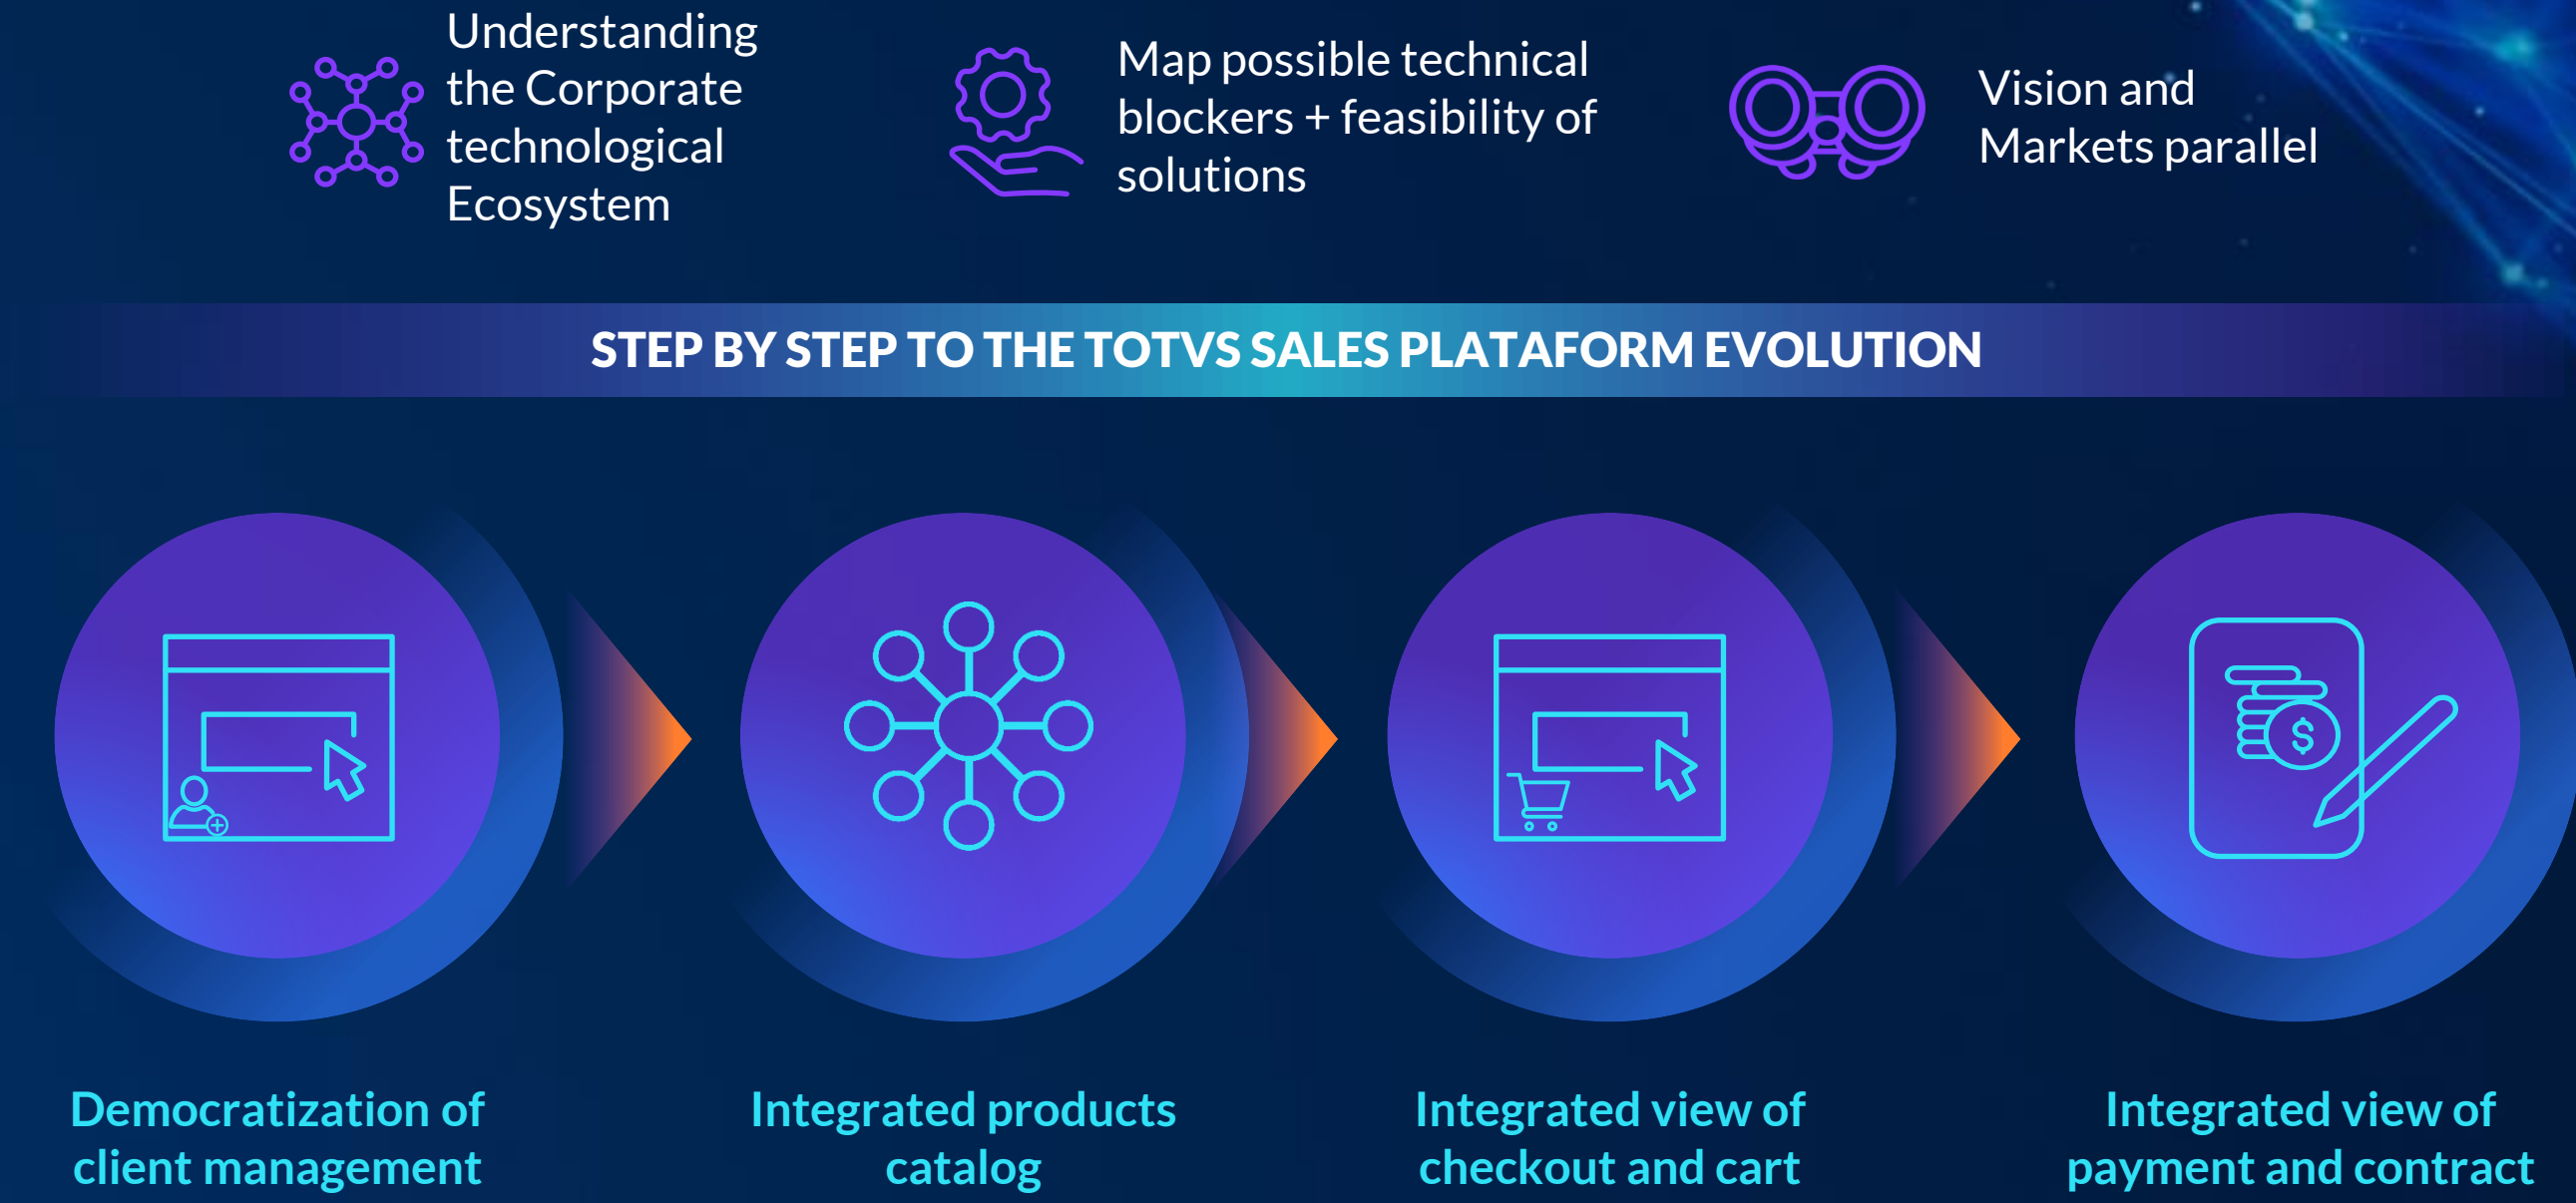 Understanding
the Corporate
technological
Ecosystem
Map possible technical
blockers + feasibility of
solutions
Vision and
Markets parallel
STEP BY STEP TO THE TOTVS SALES PLATAFORM EVOLUTION
$
Democratization of
client management
Integrated products
catalog
Integrated view of
checkout and cart
Integrated view of
payment and contract